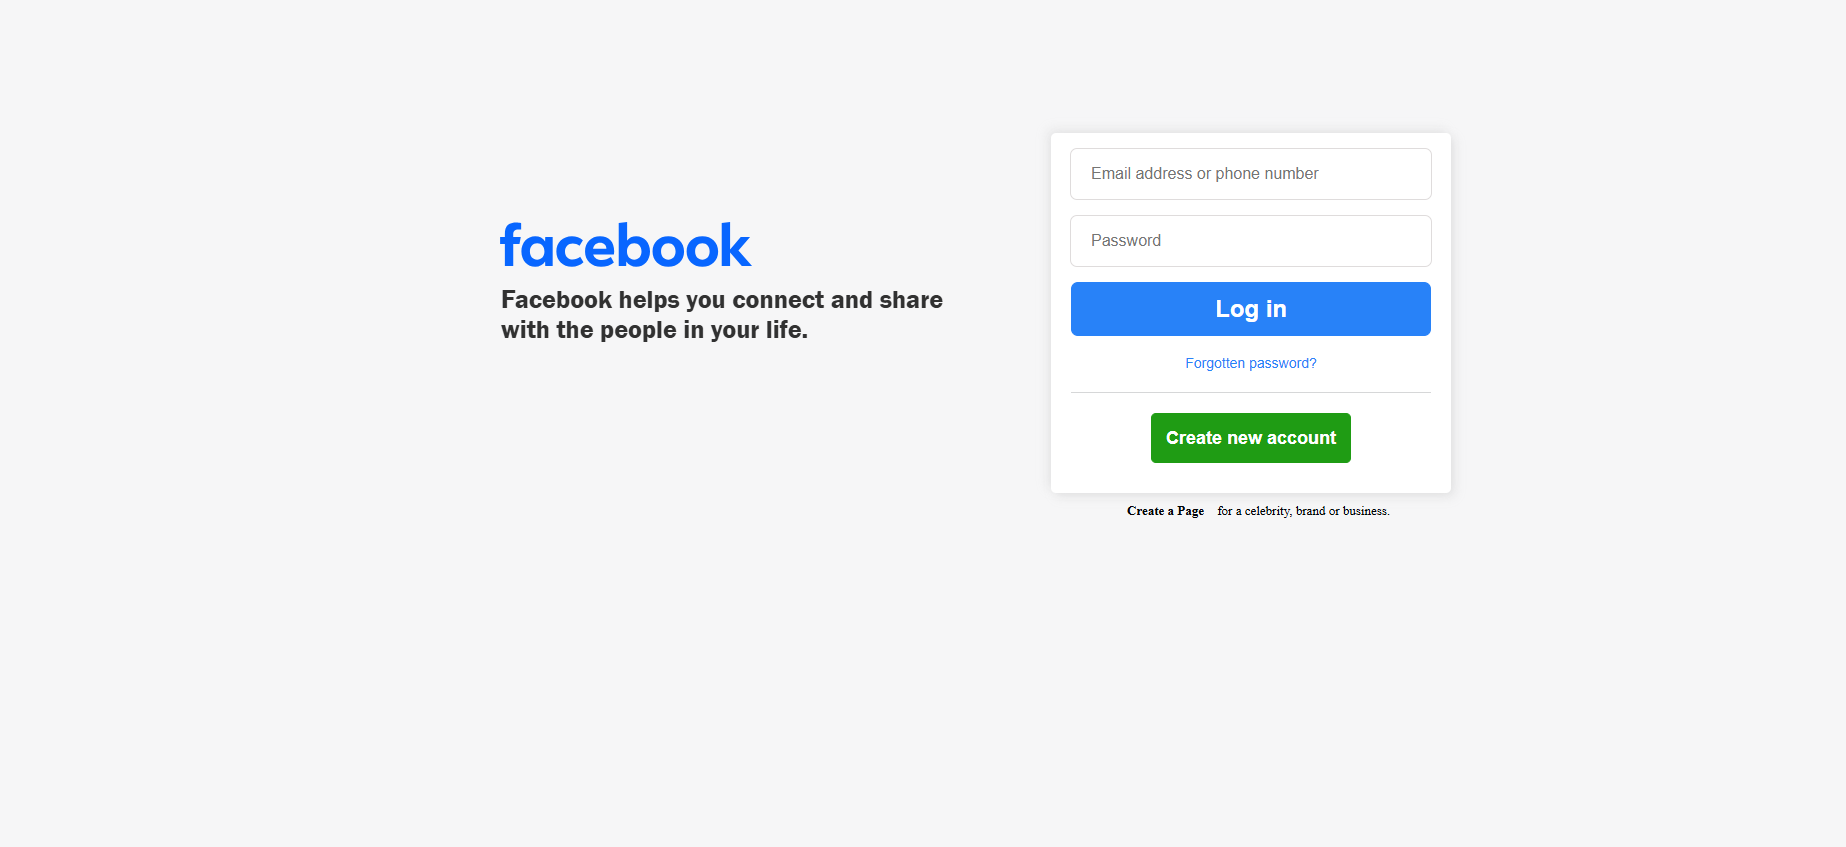 facebook
Facebook helps you connect and share
with the people in your life.
Email address or phone number
Password
Log in
Forgotten password?
Create new account
Create a Page for a celebrity, brand or business.